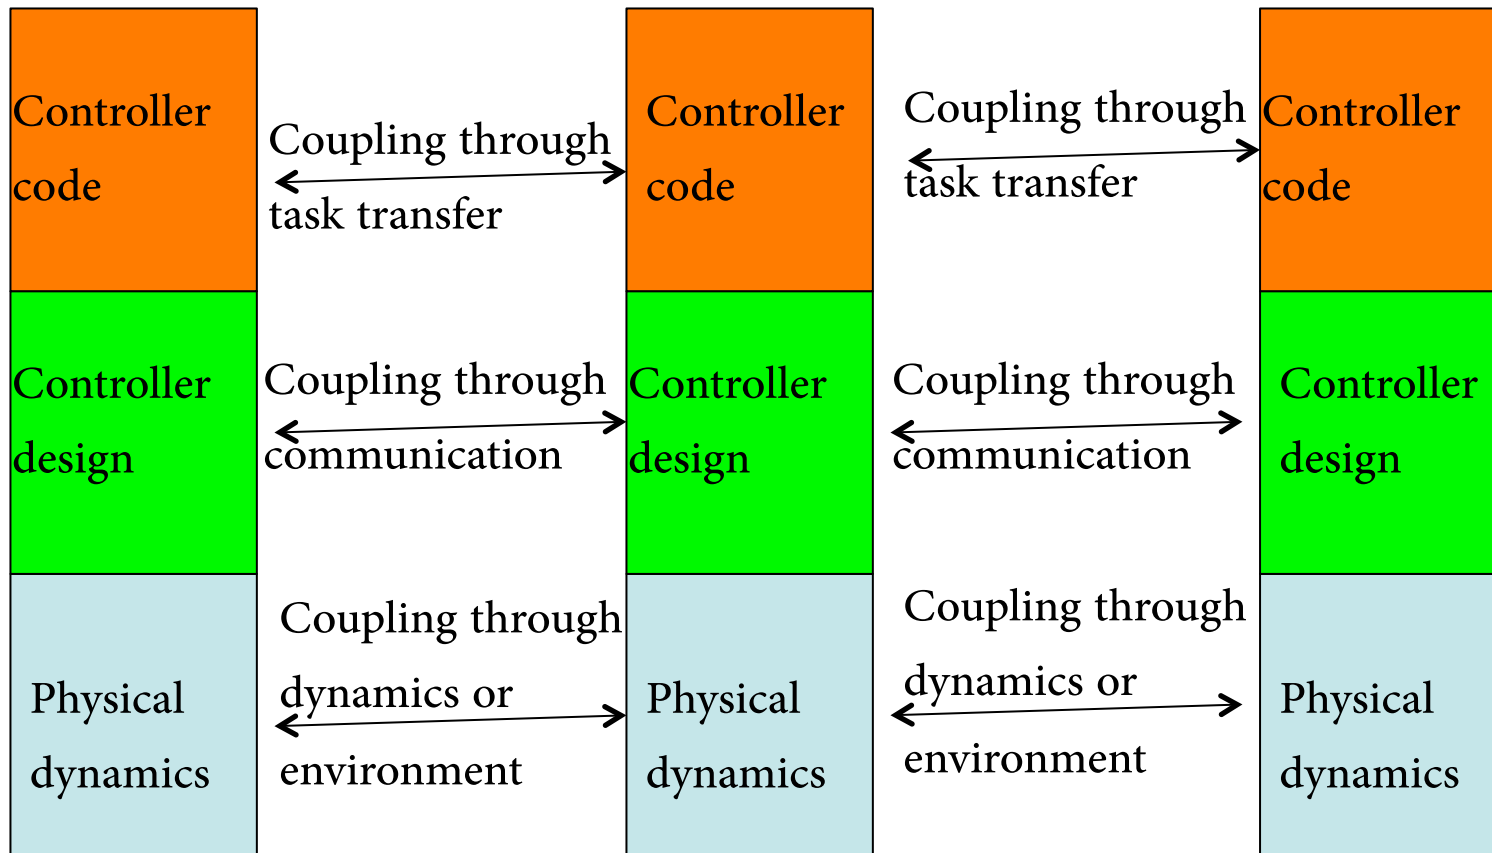 Controller
code
Coupling through
task transfer
Controller
code
Coupling through
task transfer
Controller
code
Controller
design
Coupling through
communication
Controller
design
Coupling through
communication
Controller
design
Physical
dynamics
Coupling through
dynamics or
environment
Physical
dynamics
Coupling through
dynamics or
environment
Physical
dynamics